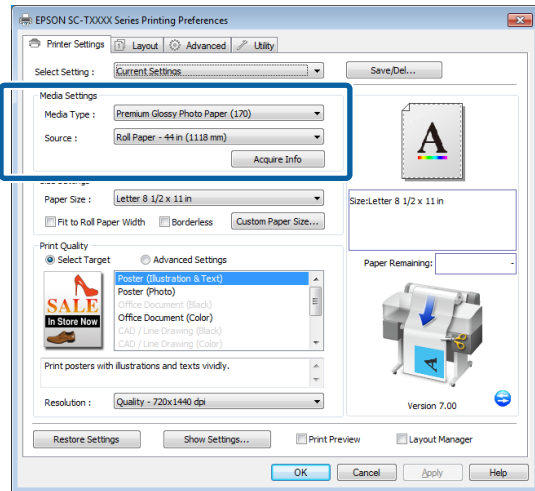 EPSON SC-TXXXX Series Printing Preferences
Printer Settings Layout Advanced Utility
Select Setting : Current Settings Save/Del...
Media Settings
Media Type : Premium Glossy Photo Paper (170)
Source : Roll Paper - 44 in (1118 mm)
Acquire Info
A
Paper Size : Letter 8 1/2 x 11 in
Size:Letter 8 1/2 x 11 in
Fit to Roll Paper Width Borderless Custom Paper Size...
Print Quality
Select Target Advanced Settings
Paper Remaining: -
SALE
In Store Now
Poster (Illustration & Text)
Poster (Photo)
Office Document (Black)
Office Document (Color)
CAD / Line Drawing (Black)
CAD / Line Drawing (Color)
Print posters with illustrations and texts vividly.
A
Resolution : Quality - 720x1440 dpi
Version 7.00
Restore Settings Show Settings... Print Preview Layout Manager
OK Cancel Apply Help